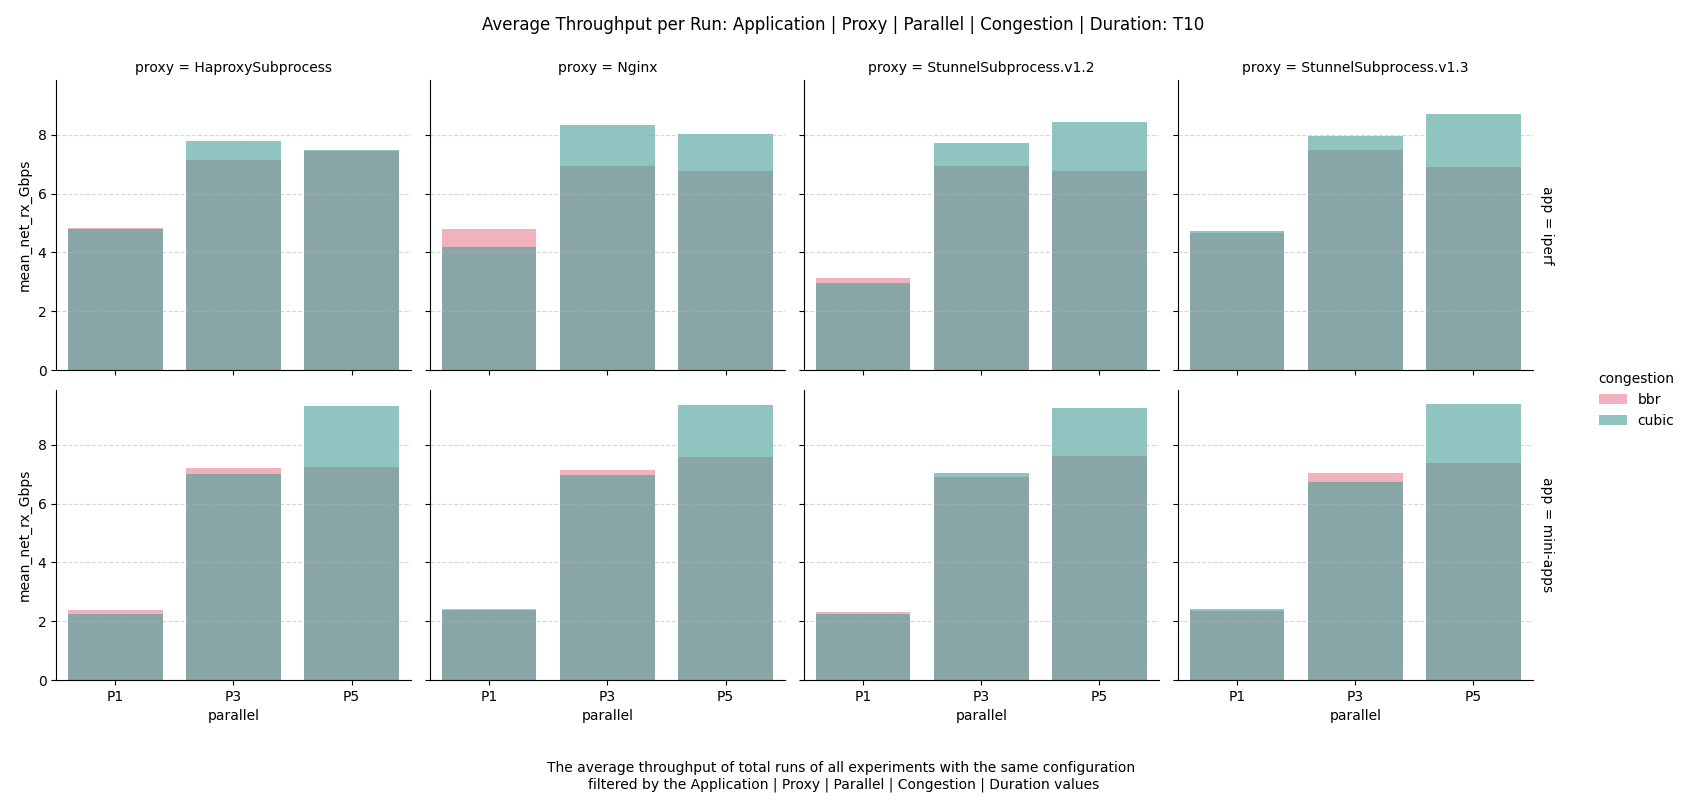 Average Throughput per Run: Application | Proxy | Parallel | Congestion | Duration: T10
proxy = HaproxySubprocess
proxy = Nginx
proxy = StunnelSubprocess.v1.2
proxy = StunnelSubprocess.v1.3
mean_net_rx_Gbps
8
6
4
2
0
app = iperf
mean_net_rx_Gbps
8
6
4
2
0
app = mini-apps
P1 P3 P5
parallel
P1 P3 P5
parallel
P1 P3 P5
parallel
P1 P3 P5
parallel
congestion
bbr
cubic
The average throughput of total runs of all experiments with the same configuration
filtered by the Application | Proxy | Parallel | Congestion | Duration values